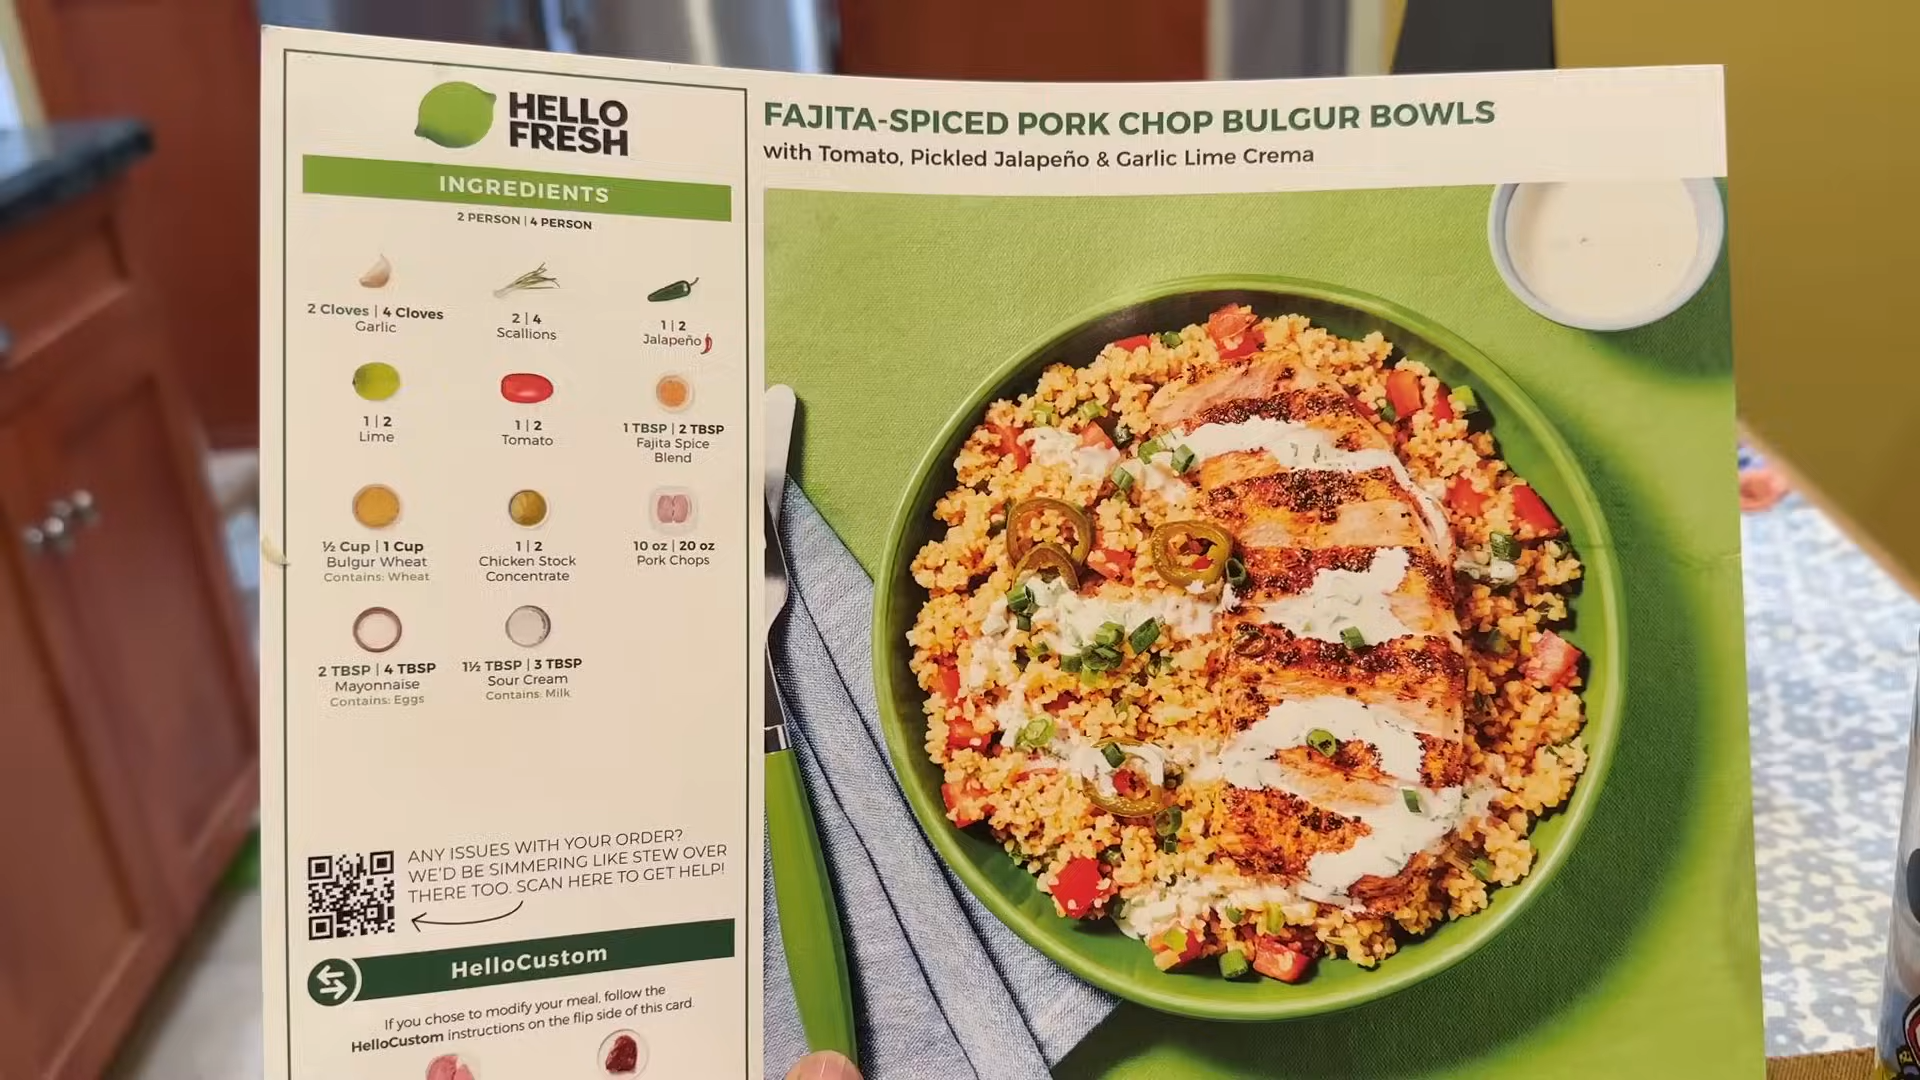 HELLO
FRESH
INGREDIENTS
2 PERSON | 4 PERSON
2 Cloves | 4 Cloves
Garlic
2 | 4
Scallions
1 | 2
Jalapeño
1 | 2
Lime
1 | 2
Tomato
1 TBSP | 2 TBSP
Fajita Spice
Blend
½ Cup | 1 Cup
Bulgur Wheat
Contains: Wheat
1 | 2
Chicken Stock
Concentrate
10 oz | 20 oz
Pork Chops
2 TBSP | 4 TBSP
Mayonnaise
Contains: Eggs
1½ TBSP | 3 TBSP
Sour Cream
Contains: Milk
ANY ISSUES WITH YOUR ORDER?
WE'D BE SIMMERING LIKE STEW OVER
THERE TOO. SCAN HERE TO GET HELP!
HelloCustom
If you chose to modify your meal, follow the
HelloCustom instructions on the flip side of this card.
FAJITA-SPICED PORK CHOP BULGUR BOWLS
with Tomato, Pickled Jalapeño & Garlic Lime Crema